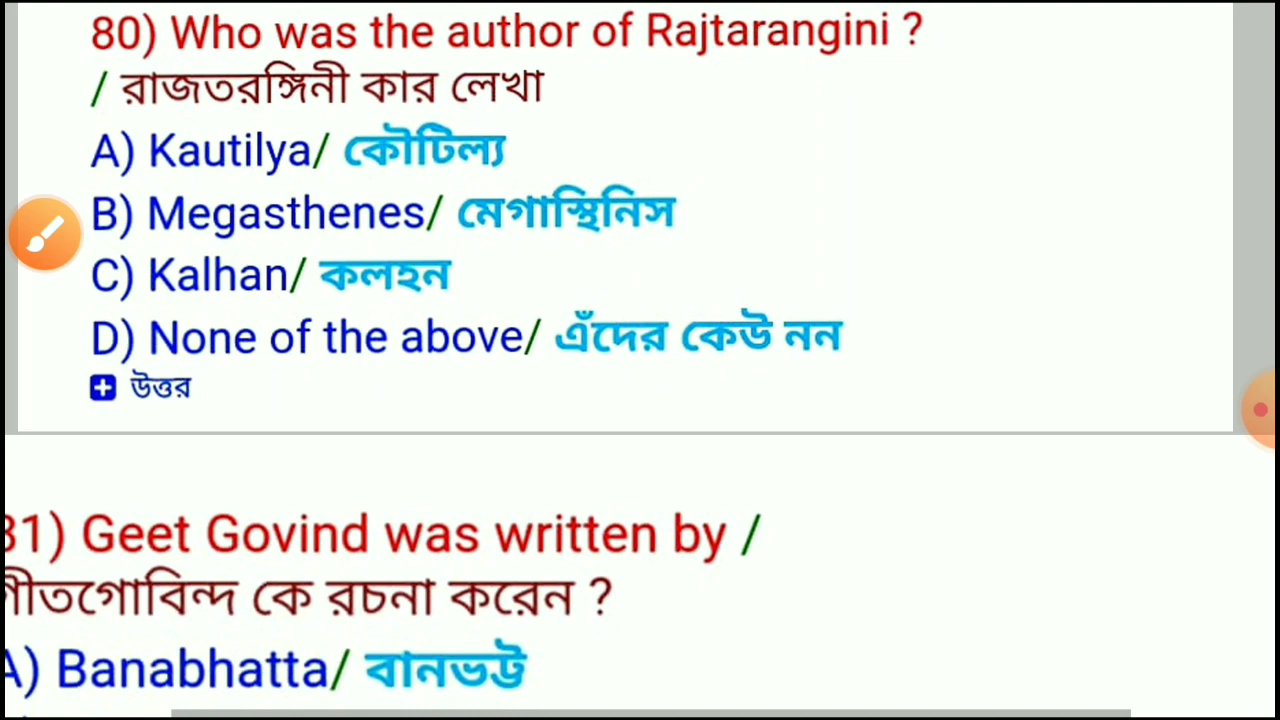 80) Who was the author of Rajtarangini ?
/ রাজতরঙ্গিনী কার লেখা
A) Kautilya/ কৌটিল্য
B) Megasthenes/ মেগাস্থিনিস
C) Kalhan/ কলহন
D) None of the above/ এঁদের কেউ নন
উত্তর
81) Geet Govind was written by /
গীতগোবিন্দ কে রচনা করেন ?
A) Banabhatta/ বানভট্ট